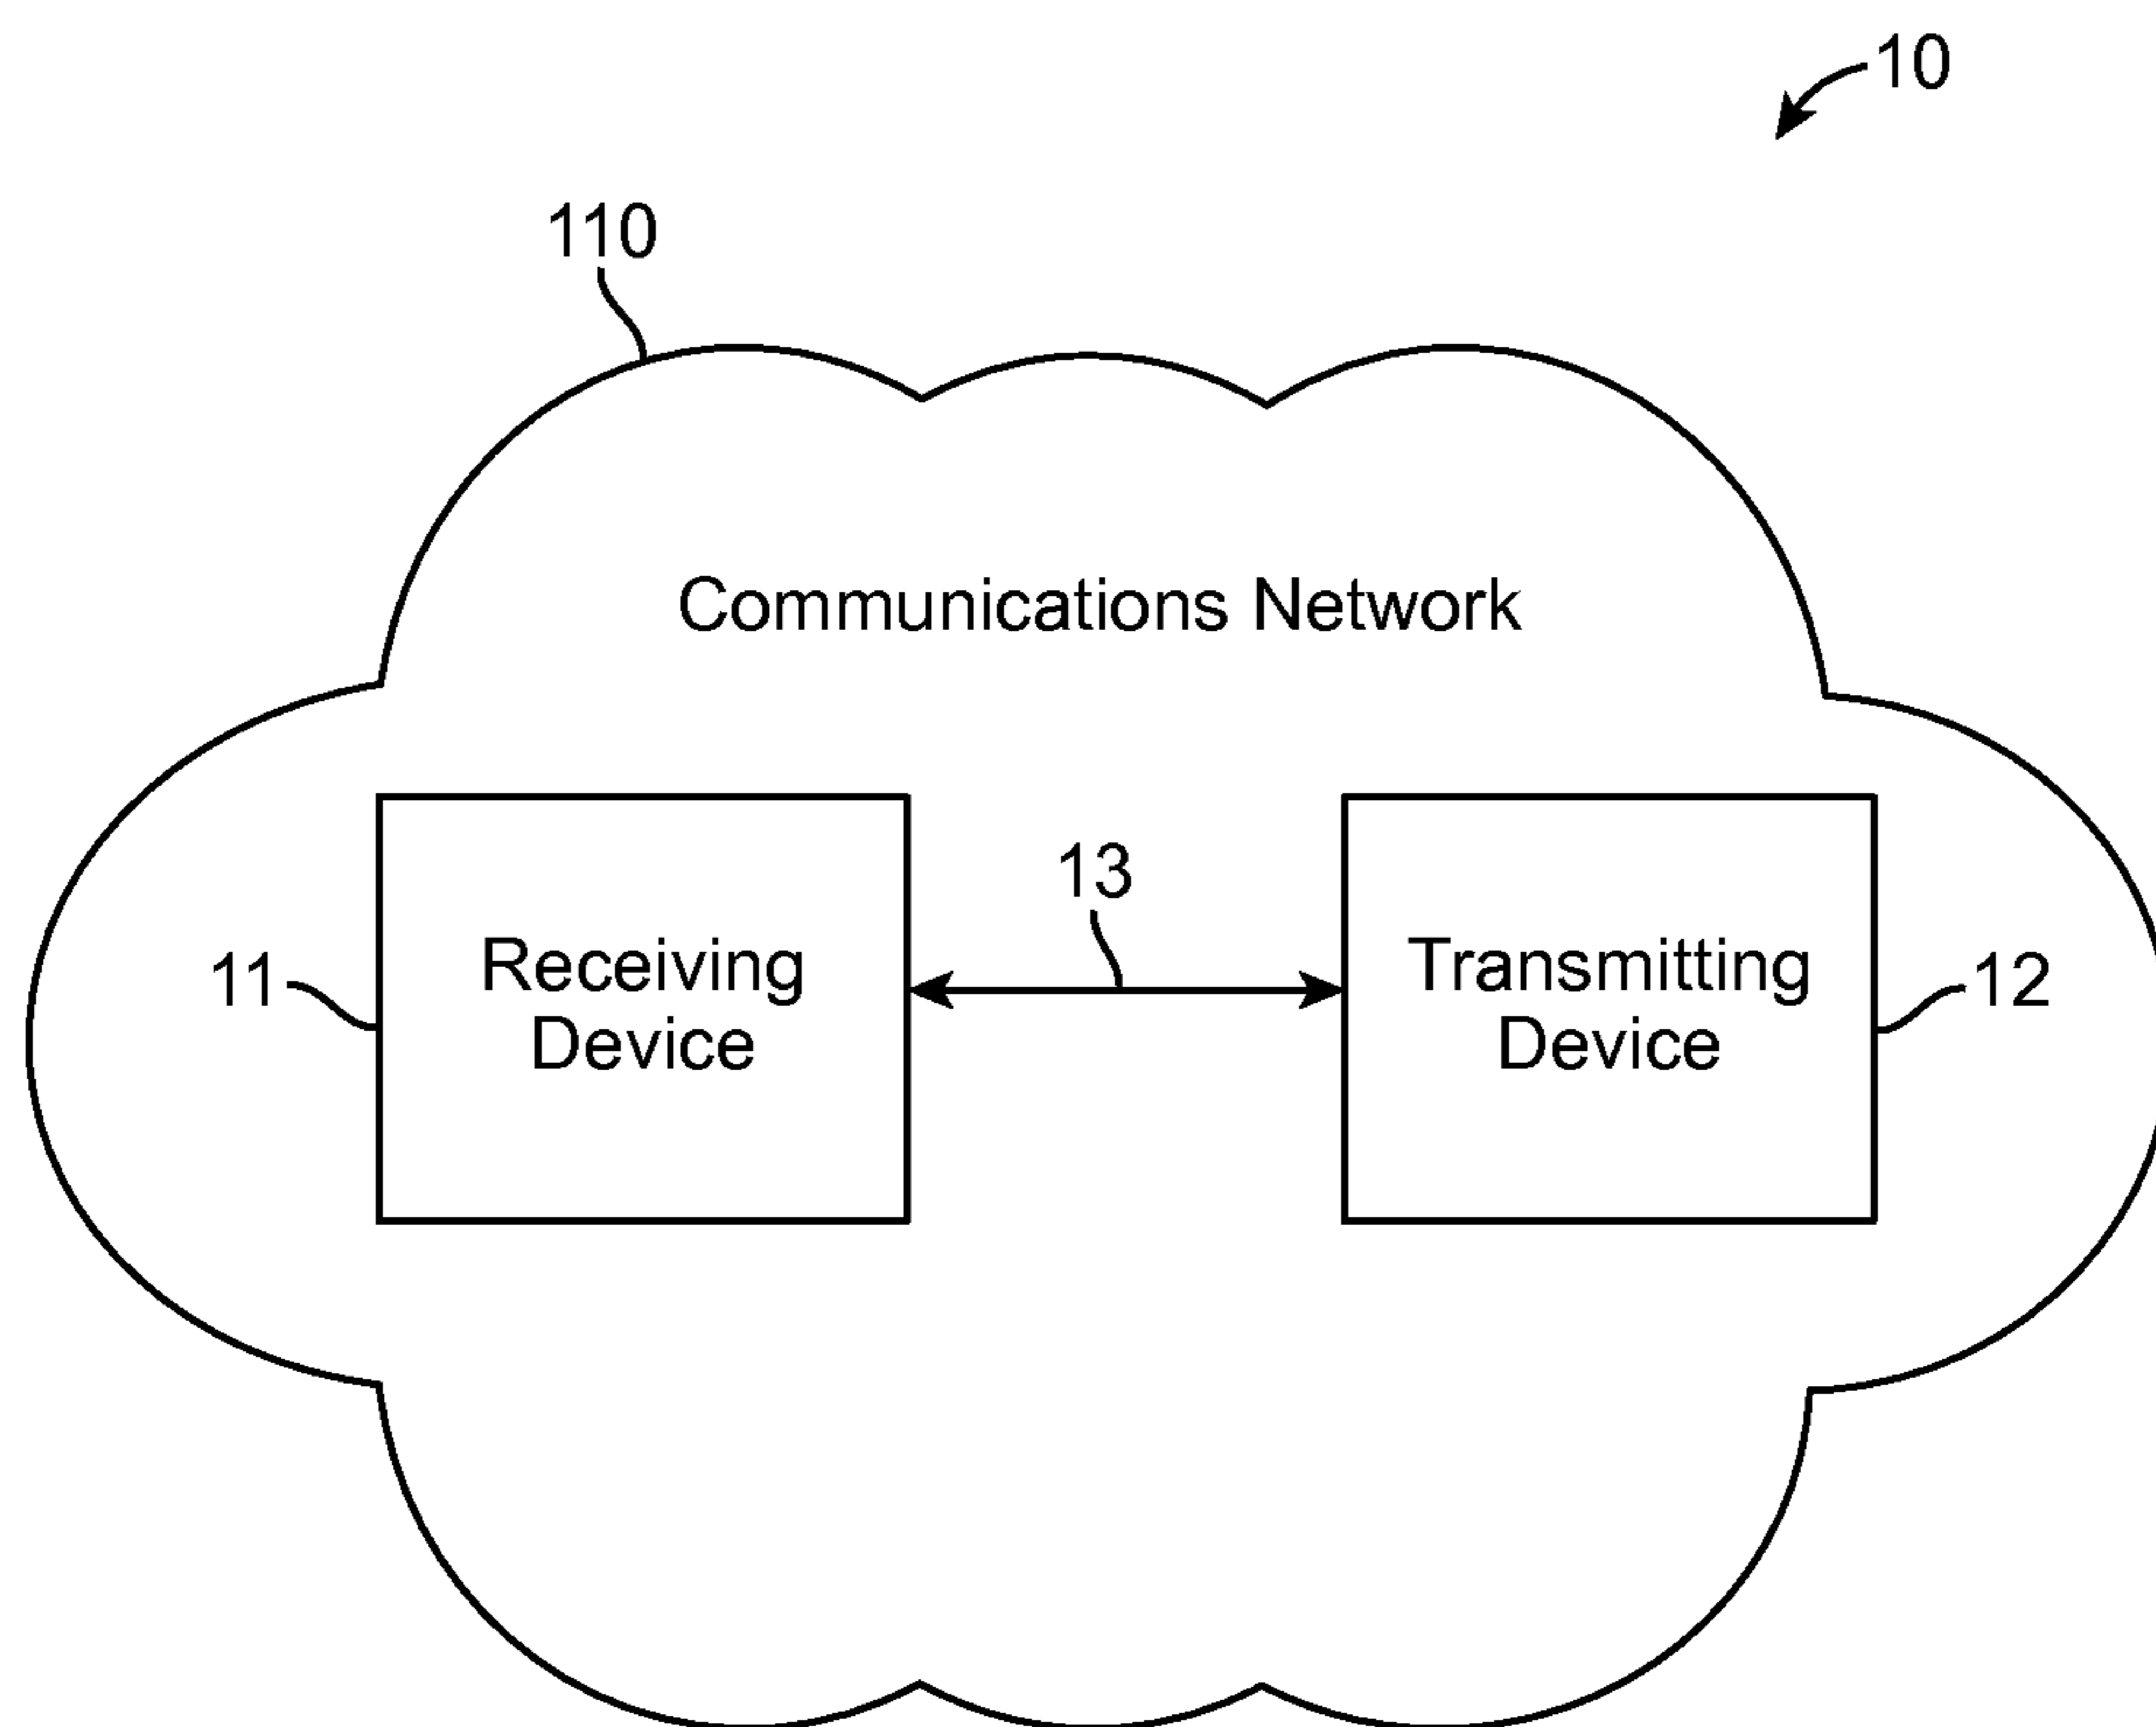 10
110
Communications Network
13
11
Receiving
Device
Transmitting
Device
12